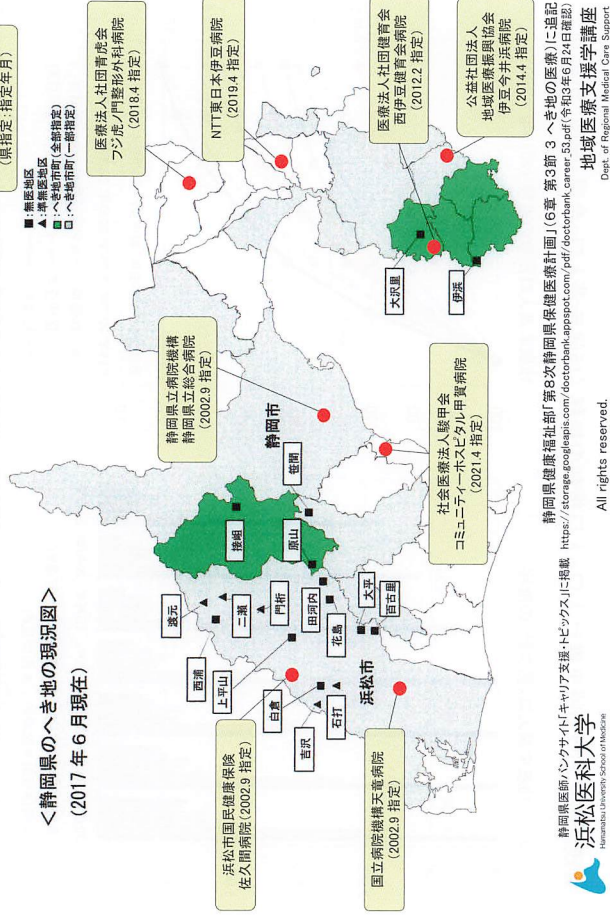 (県指定：指定年月)
<静岡県のへき地の現況図>
(2017年6月現在)
■：無医地区
▲：準無医地区
■：へき地市町(全部指定)
□：へき地市町(一部指定)
医療法人社団青虎会
フジ虎ノ門整形外科病院
(2018.4 指定)
NTT東日本伊豆病院
(2019.4 指定)
医療法人社団健育会
西伊豆健育会病院
(2012.2 指定)
公益社団法人
地域医療振興協会
伊豆今井浜病院
(2014.4 指定)
静岡県立病院機構
静岡県立総合病院
(2002.9 指定)
社会医療法人駿甲会
コミュニティーホスピタル甲賀病院
(2021.4 指定)
浜松市国民健康保険
佐久間病院(2002.9 指定)
国立病院機構天竜病院
(2002.9 指定)
静岡市
浜松市
大沢里
伊浜
笹間
接岨
原山
渡元
二瀬
門桁
田河内
花島
大平
百古里
西浦
上平山
白倉
吉沢
石打
静岡県医師バンクサイト「キャリア支援・トピックス」に掲載
静岡県健康福祉部「第8次静岡県保健医療計画」(6章 第3節 3 へき地の医療)に追記
https://storage.googleapis.com/doctorbank.appspot.com/pdf/doctorbank_career_53.pdf(令和3年6月24日確認)
浜松医科大学
Hamamatsu University School of Medicine
All rights reserved.
地域医療支援学講座
Dept. of Regional Medical Care Support